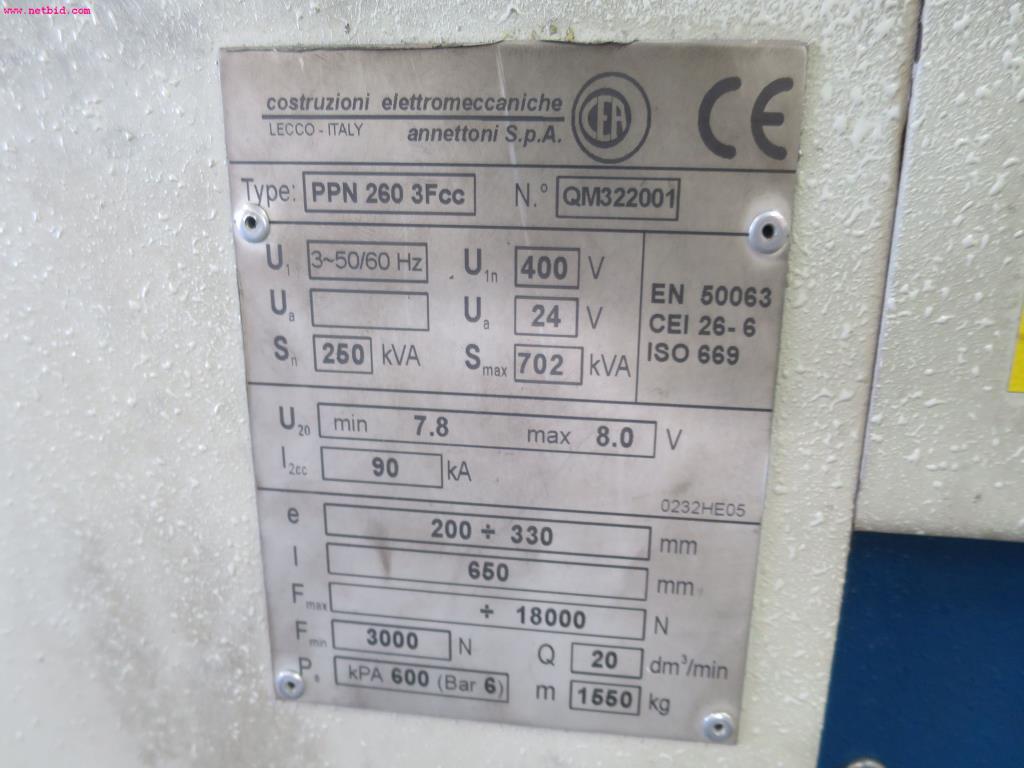 www.netbid.com
costruzioni elettromeccaniche
LECCO - ITALY annettoni S.p.A.
CEA
CE
Type: PPN 260 3Fcc N.° QM322001
U1 3~50/60 Hz U1n 400 V
Ua Ua 24 V
Sn 250 kVA Smax 702 kVA
EN 50063
CEI 26-6
ISO 669
U20 min 7.8 max 8.0 V
I2cc 90 kA
0232HE05
e 200 ÷ 330 mm
l 650 mm
Fmax ÷ 18000 N
Fmin 3000 N Q 20 dm³/min
P kPA 600 (Bar 6) m 1550 kg